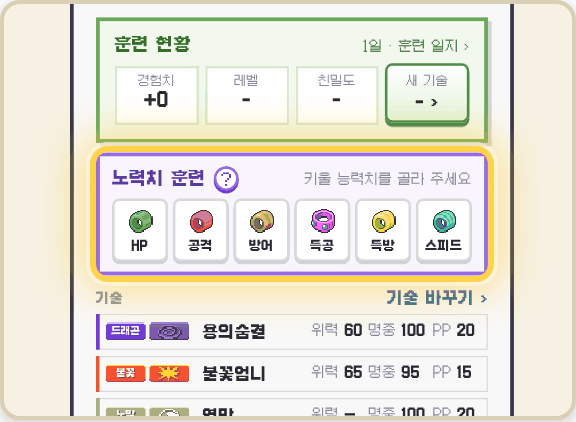 훈련 현황 1일 · 훈련 일지 ›
경험치 레벨 친밀도 새 기술
+0 - - - ›
노력치 훈련 ? 키울 능력치를 골라 주세요
HP 공격 방어 특공 특방 스피드
기술 기술 바꾸기 ›
드래곤 용의숨결 위력 60 명중 100 PP 20
불꽃 불꽃엄니 위력 65 명중 95 PP 15
노말 위력 - 명중 100 PP 20